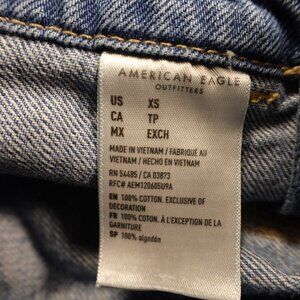 AMERICAN EAGLE
OUTFITTERS
US XS
CA TP
MX EXCH
MADE IN VIETNAM / FABRIQUÉ AU
VIETNAM / HECHO EN VIETNAM
RN 54485 / CA 03873
RFC# AEM120605U9A
EN 100% COTTON. EXCLUSIVE OF
DECORATION
FR 100% COTON. À L'EXCEPTION DE LA
GARNITURE
SP 100% algodón